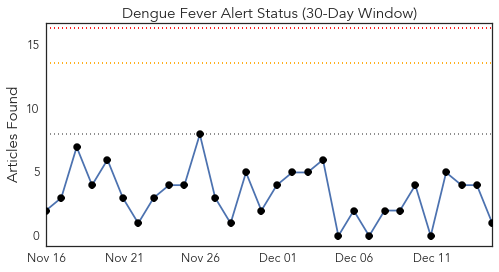 Dengue Fever Alert Status (30-Day Window)
Articles Found
15
10
5
0
Nov 16 Nov 21 Nov 26 Dec 01 Dec 06 Dec 11